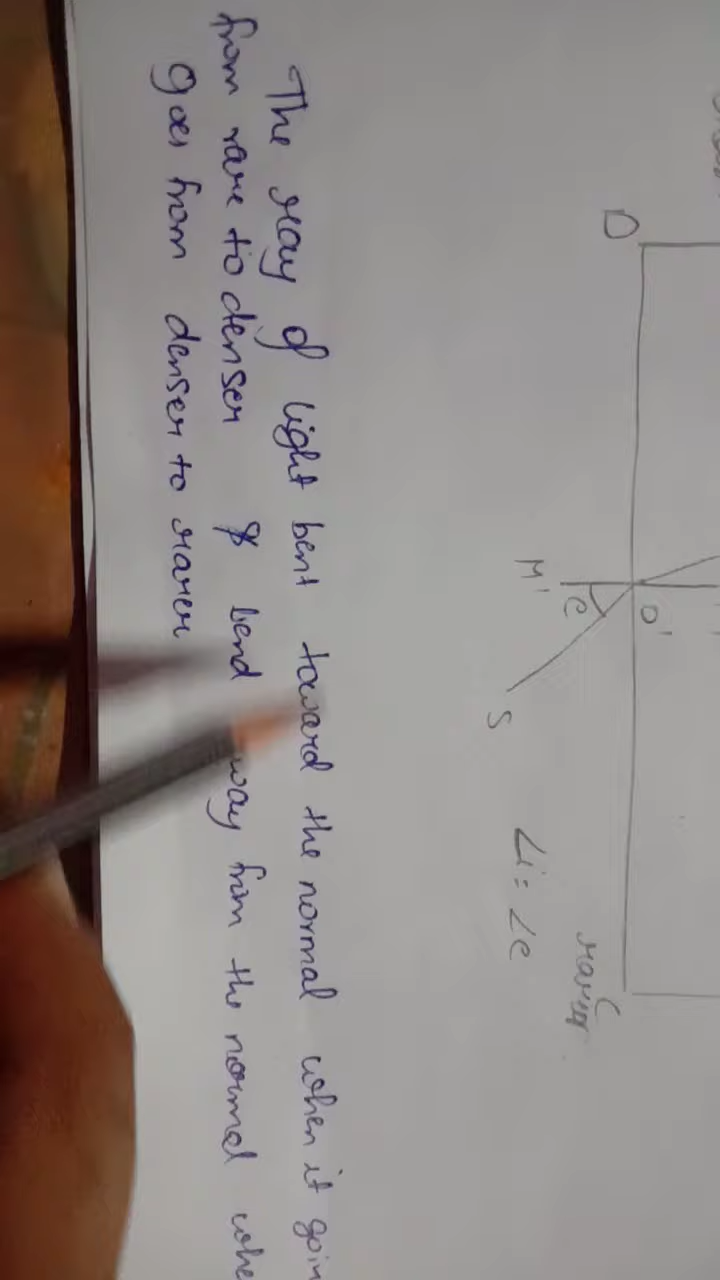 D
M'
e
O'
S
∠i = ∠e
C
rarer
The ray of light bent toward the normal when it goin
from rare to denser & bend way from the normal whe
goes from denser to rarer